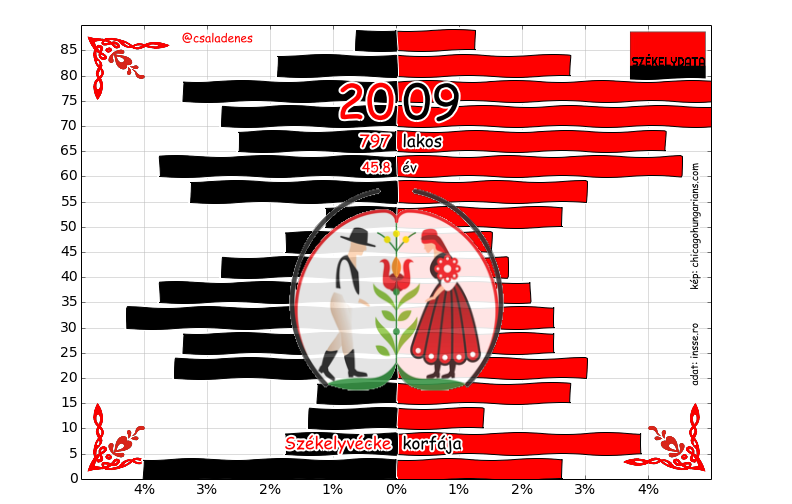 @csaladenes
SZÉKELYDATA
2009
797 lakos
45.8 év
kép: chicagohungarians.com
adat: insse.ro
Székelyvécke korfája
85
80
75
70
65
60
55
50
45
40
35
30
25
20
15
10
5
0
4% 3% 2% 1% 0% 1% 2% 3% 4%